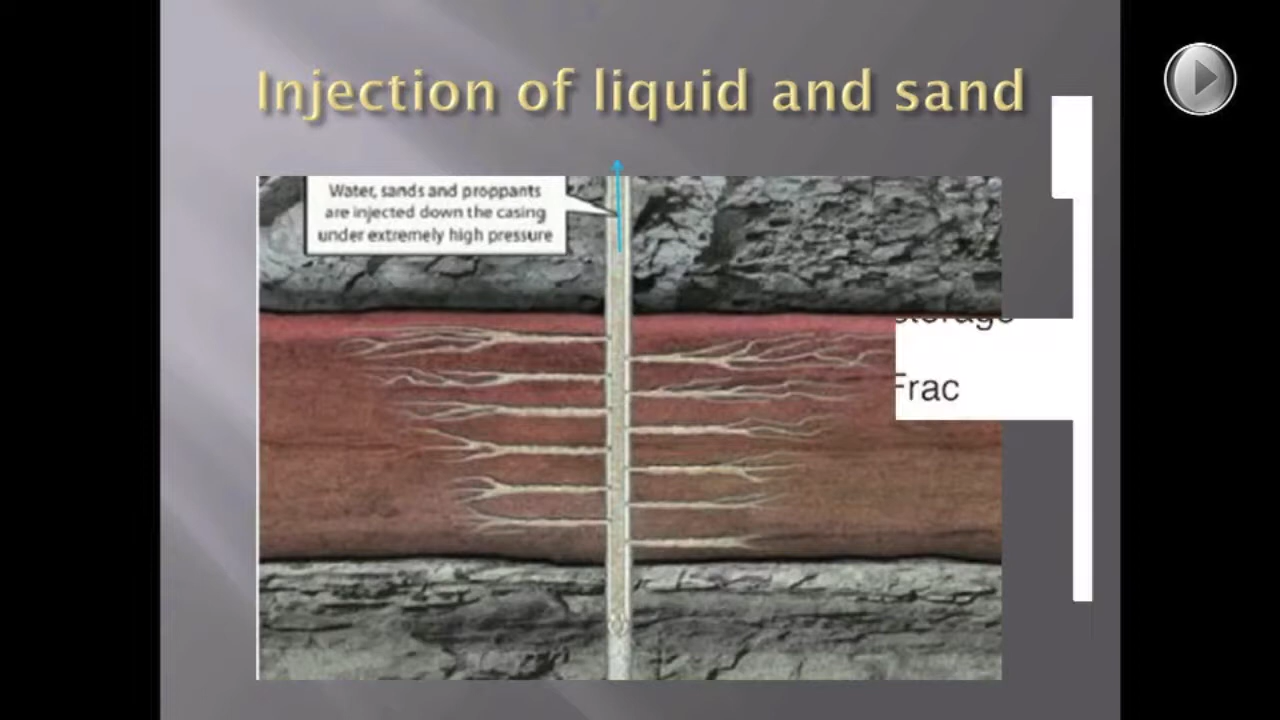 Injection of liquid and sand
Water, sands and proppants
are injected down the casing
under extremely high pressure
storage
Frac